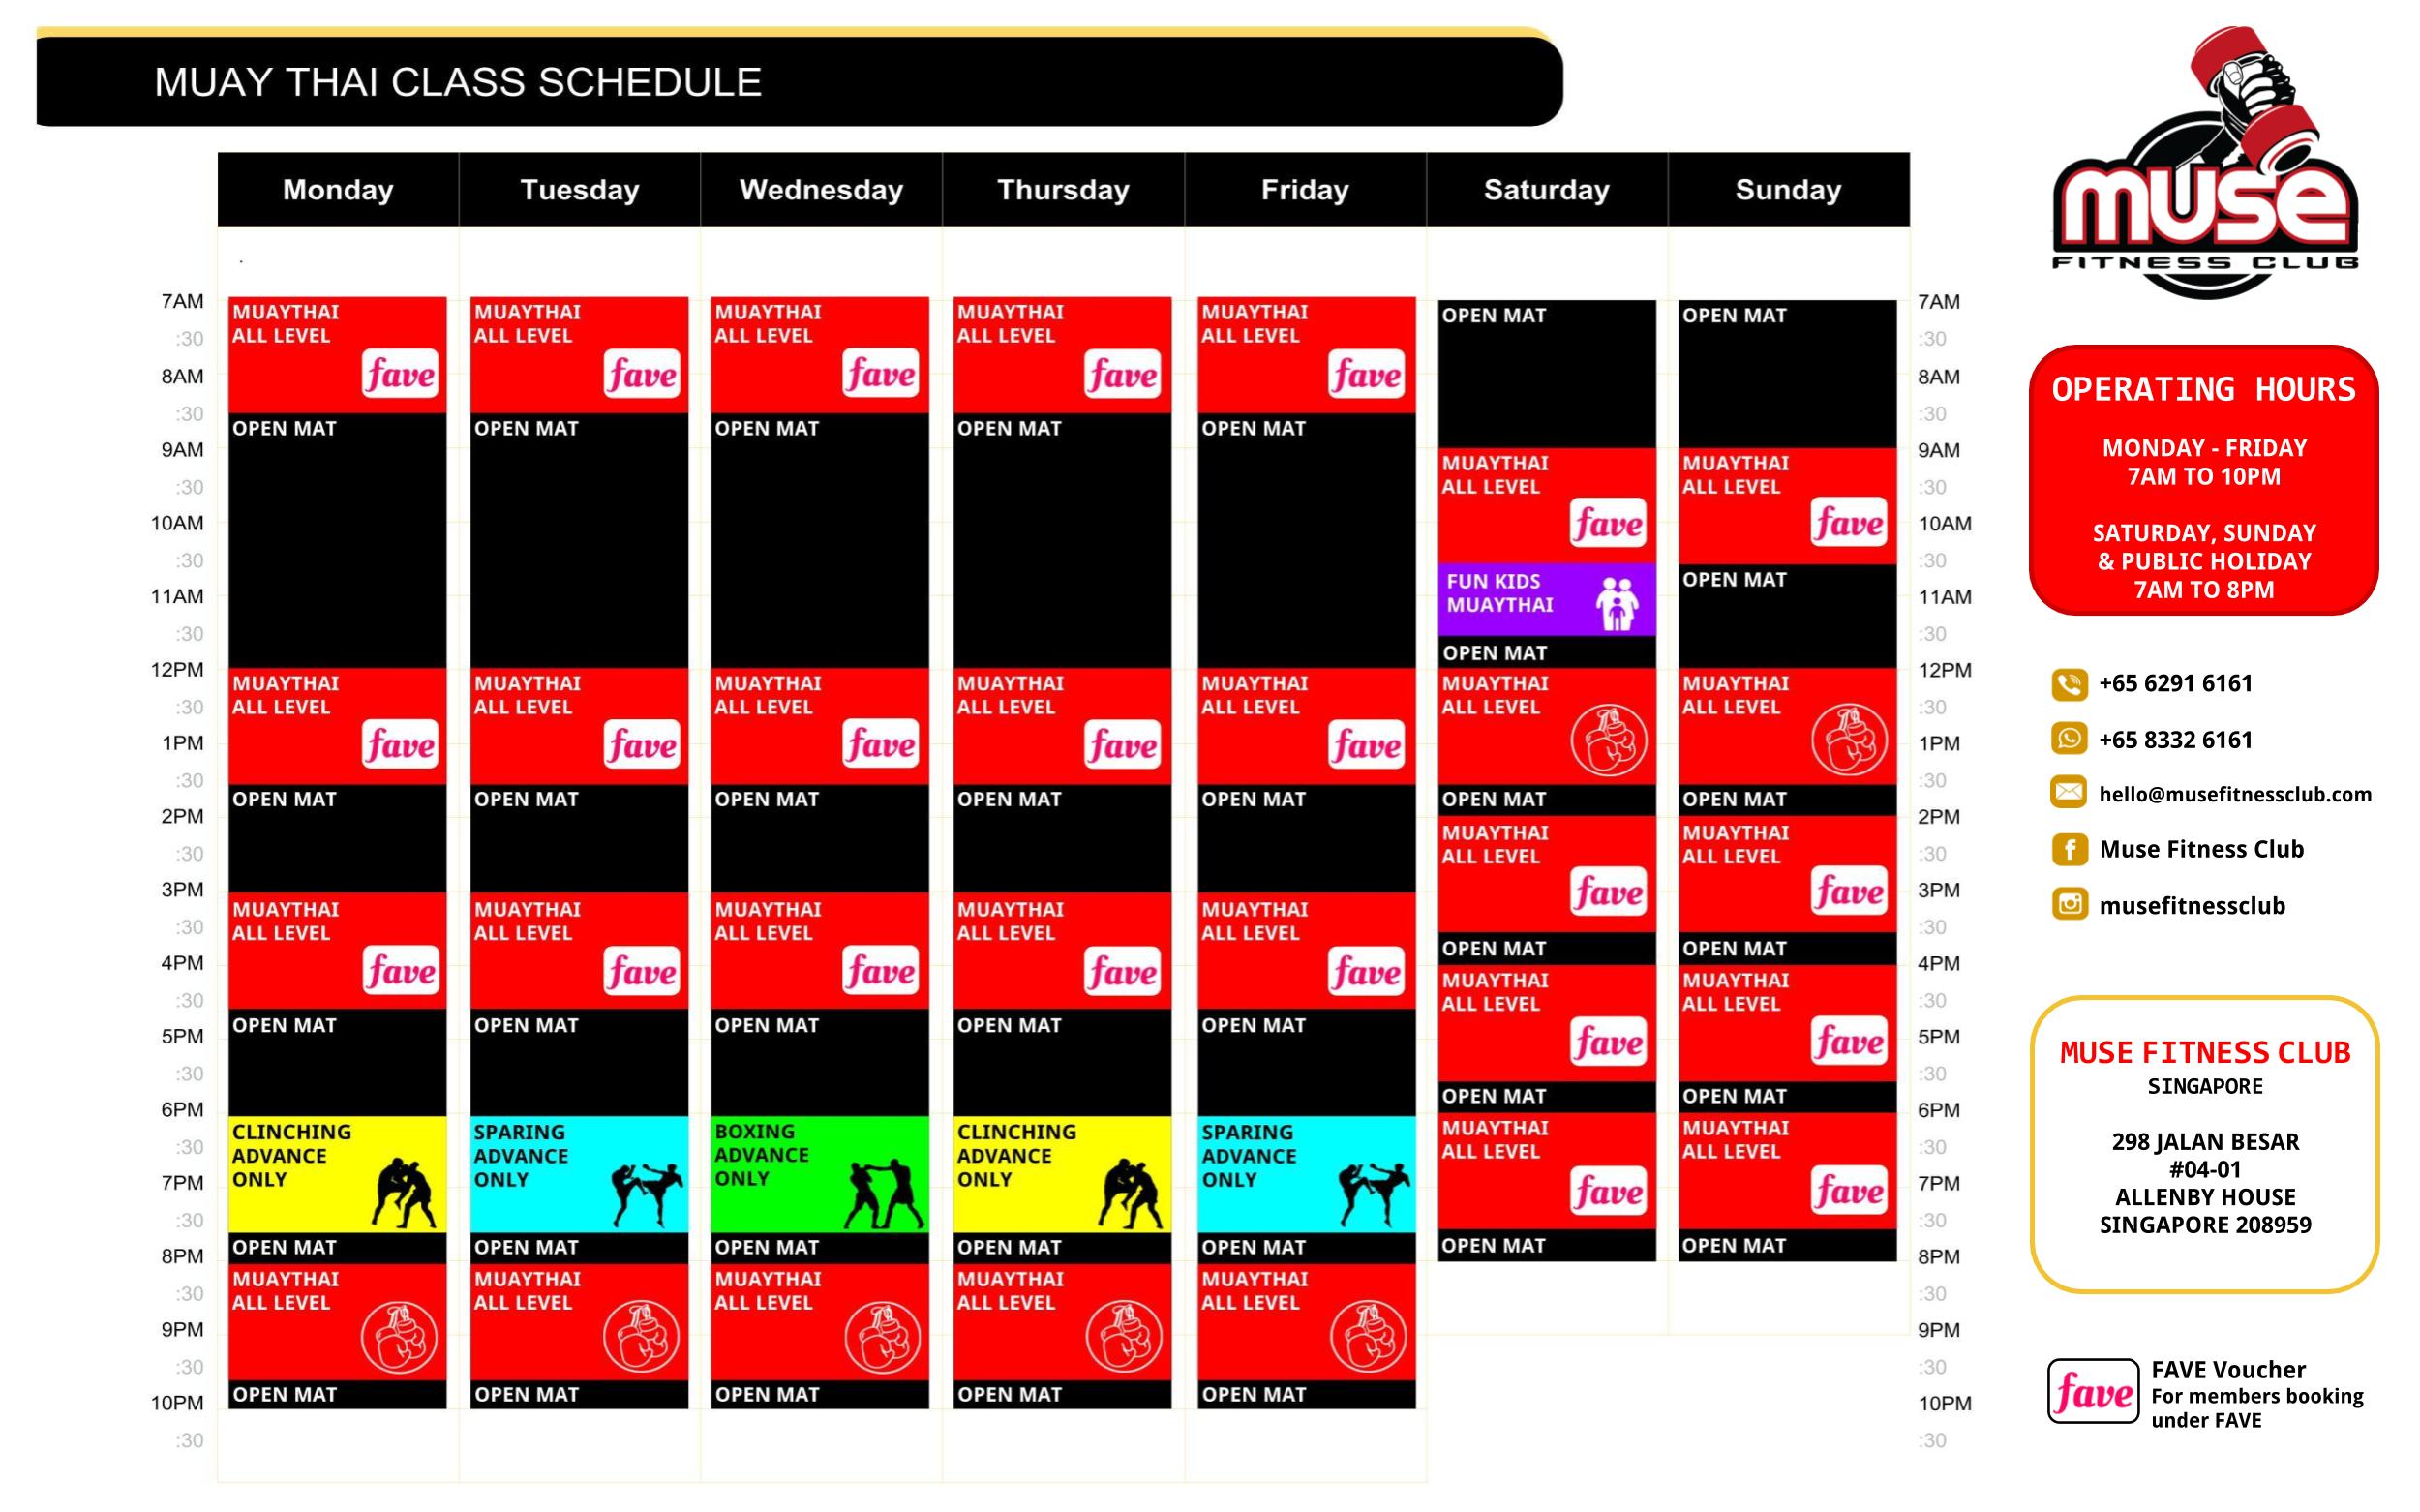 MUAY THAI CLASS SCHEDULE
muse
FITNESS CLUB
Monday Tuesday Wednesday Thursday Friday Saturday Sunday
.
7AM
:30
8AM
:30
9AM
:30
10AM
:30
11AM
:30
12PM
:30
1PM
:30
2PM
:30
3PM
:30
4PM
:30
5PM
:30
6PM
:30
7PM
:30
8PM
:30
9PM
:30
10PM
:30
MUAYTHAI
ALL LEVEL
fave
OPEN MAT
MUAYTHAI
ALL LEVEL
fave
OPEN MAT
MUAYTHAI
ALL LEVEL
fave
OPEN MAT
CLINCHING
ADVANCE
ONLY
OPEN MAT
MUAYTHAI
ALL LEVEL
OPEN MAT
MUAYTHAI
ALL LEVEL
fave
OPEN MAT
MUAYTHAI
ALL LEVEL
fave
OPEN MAT
MUAYTHAI
ALL LEVEL
fave
OPEN MAT
SPARING
ADVANCE
ONLY
OPEN MAT
MUAYTHAI
ALL LEVEL
OPEN MAT
MUAYTHAI
ALL LEVEL
fave
OPEN MAT
MUAYTHAI
ALL LEVEL
fave
OPEN MAT
MUAYTHAI
ALL LEVEL
fave
OPEN MAT
BOXING
ADVANCE
ONLY
OPEN MAT
MUAYTHAI
ALL LEVEL
OPEN MAT
MUAYTHAI
ALL LEVEL
fave
OPEN MAT
MUAYTHAI
ALL LEVEL
fave
OPEN MAT
MUAYTHAI
ALL LEVEL
fave
OPEN MAT
CLINCHING
ADVANCE
ONLY
OPEN MAT
MUAYTHAI
ALL LEVEL
OPEN MAT
MUAYTHAI
ALL LEVEL
fave
OPEN MAT
MUAYTHAI
ALL LEVEL
fave
OPEN MAT
MUAYTHAI
ALL LEVEL
fave
OPEN MAT
SPARING
ADVANCE
ONLY
OPEN MAT
MUAYTHAI
ALL LEVEL
OPEN MAT
OPEN MAT
MUAYTHAI
ALL LEVEL
fave
FUN KIDS
MUAYTHAI
OPEN MAT
MUAYTHAI
ALL LEVEL
OPEN MAT
MUAYTHAI
ALL LEVEL
fave
OPEN MAT
MUAYTHAI
ALL LEVEL
fave
OPEN MAT
MUAYTHAI
ALL LEVEL
fave
OPEN MAT
OPEN MAT
MUAYTHAI
ALL LEVEL
fave
OPEN MAT
MUAYTHAI
ALL LEVEL
OPEN MAT
MUAYTHAI
ALL LEVEL
fave
OPEN MAT
MUAYTHAI
ALL LEVEL
fave
OPEN MAT
MUAYTHAI
ALL LEVEL
fave
OPEN MAT
7AM
:30
8AM
:30
9AM
:30
10AM
:30
11AM
:30
12PM
:30
1PM
:30
2PM
:30
3PM
:30
4PM
:30
5PM
:30
6PM
:30
7PM
:30
8PM
:30
9PM
:30
10PM
:30
OPERATING HOURS
MONDAY - FRIDAY
7AM TO 10PM
SATURDAY, SUNDAY
& PUBLIC HOLIDAY
7AM TO 8PM
+65 6291 6161
+65 8332 6161
hello@musefitnessclub.com
Muse Fitness Club
musefitnessclub
MUSE FITNESS CLUB
SINGAPORE
298 JALAN BESAR
#04-01
ALLENBY HOUSE
SINGAPORE 208959
fave
FAVE Voucher
For members booking
under FAVE